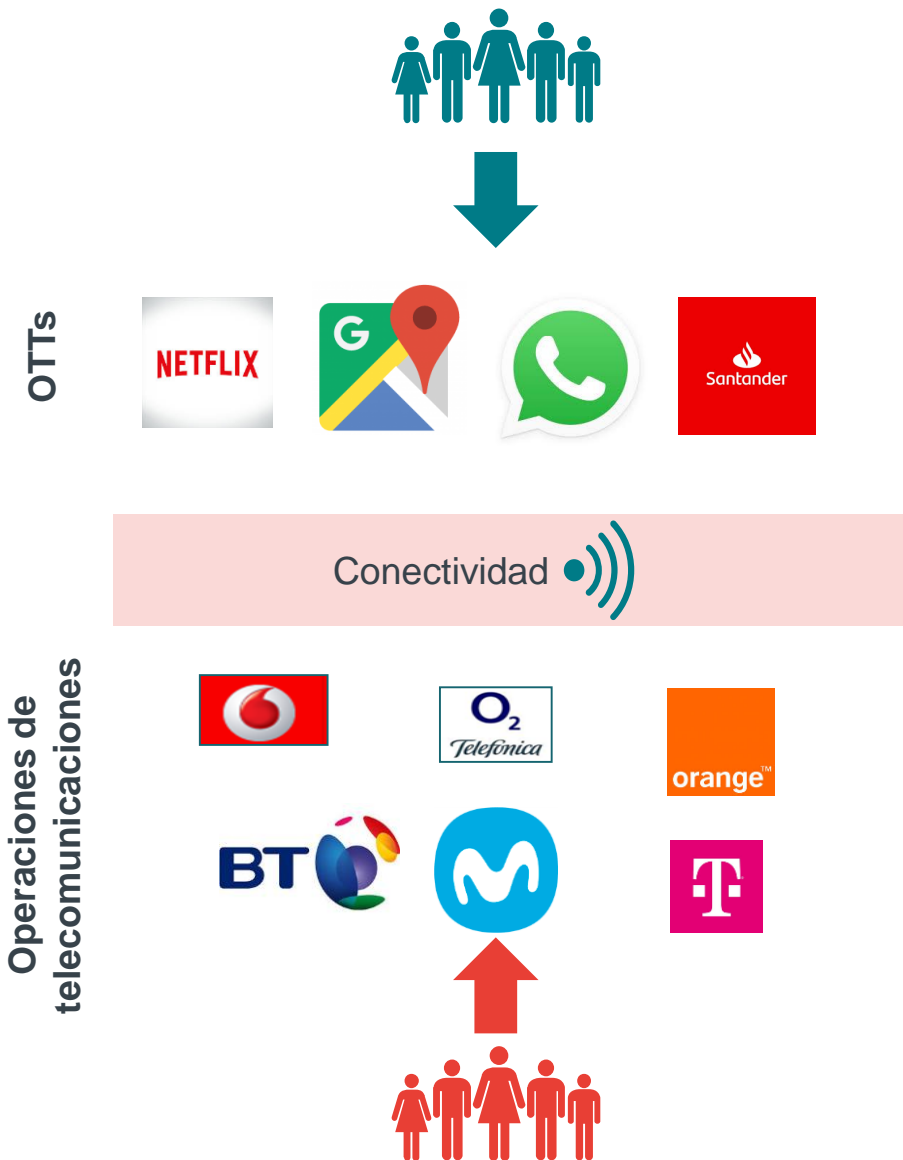 OTTs
NETFLIX
G
Santander
Conectividad
Operaciones de
telecomunicaciones
O2
Telefónica
orange™
BT
T